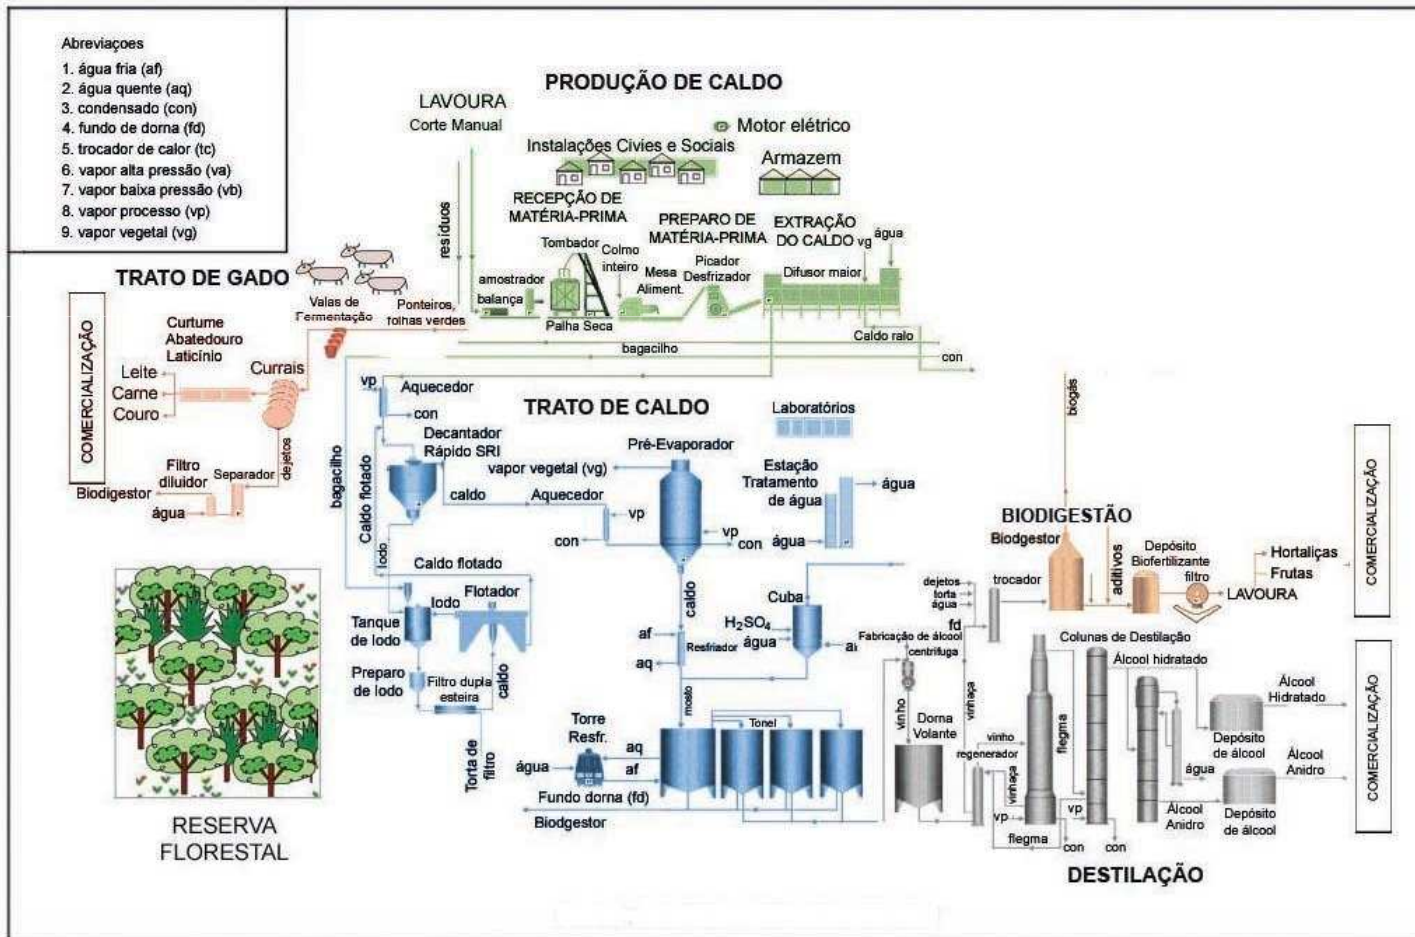 Abreviaçoes
1. água fria (af)
2. água quente (aq)
3. condensado (con)
4. fundo de dorna (fd)
5. trocador de calor (tc)
6. vapor alta pressão (va)
7. vapor baixa pressão (vb)
8. vapor processo (vp)
9. vapor vegetal (vg)
PRODUÇÃO DE CALDO
LAVOURA
Corte Manual
Motor elétrico
Instalações Civies e Sociais
Armazem
resíduos
RECEPÇÃO DE
MATÉRIA-PRIMA
PREPARO DE
MATÉRIA-PRIMA
EXTRAÇÃO
DO CALDO
vg
água
Tombador
Colmo
inteiro
Picador
Desfrizador
Difusor maior
amostrador
balança
Mesa
Aliment.
Palha Seca
Caldo ralo
bagacilho
con
TRATO DE GADO
Valas de
Fermentação
Ponteiros,
folhas verdes
COMERCIALIZAÇÃO
Curtume
Abatedouro
Laticínio
Leite
Carne
Couro
Currais
dejetos
Filtro
diluidor
Separador
Biodigestor
água
TRATO DE CALDO
vp
Aquecedor
con
Decantador
Rápido SRI
bagacilho
Caldo flotado
lodo
caldo
Pré-Evaporador
vapor vegetal (vg)
Aquecedor
vp
con
vp
con
Laboratórios
Estação
Tratamento
de água
água
água
Caldo flotado
Flotador
lodo
Tanque
de lodo
Preparo
de lodo
Filtro dupla
esteira
caldo
Torta de
filtro
caldo
af
aq
Resfriador
Cuba
H₂SO₄
água
mosto
Torre
Resfr.
água
aq
af
Tonel
Fundo dorna (fd)
Biodgestor
RESERVA
FLORESTAL
biogás
BIODIGESTÃO
Biodgestor
aditivos
Depósito
Biofertilizante
filtro
LAVOURA
Hortaliças
Frutas
COMERCIALIZAÇÃO
dejetos
torta
água
fd
trocador
Fabricação de álcool
centrífuga
vinho
Dorna
Volante
vinhaça
vinho
regenerador
vinhaça
vp
flegma
flegma
con
vp
con
Colunas de Destilação
Álcool hidratado
água
Álcool
Anidro
Depósito
de álcool
Depósito
de álcool
Álcool
Hidratado
Álcool
Anidro
COMERCIALIZAÇÃO
DESTILAÇÃO